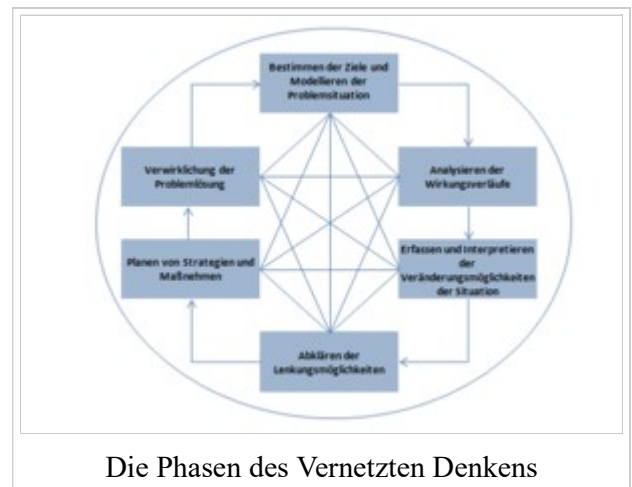 Bestimmen der Ziele und
Modellieren der
Problemsituation
Analysieren der
Wirkungsverläufe
Erfassen und Interpretieren
der
Veränderungsmöglichkeiten
der Situation
Abklären der
Lenkungsmöglichkeiten
Planen von Strategien und
Maßnehmen
Verwirklichung der
Problemlösung
Die Phasen des Vernetzten Denkens